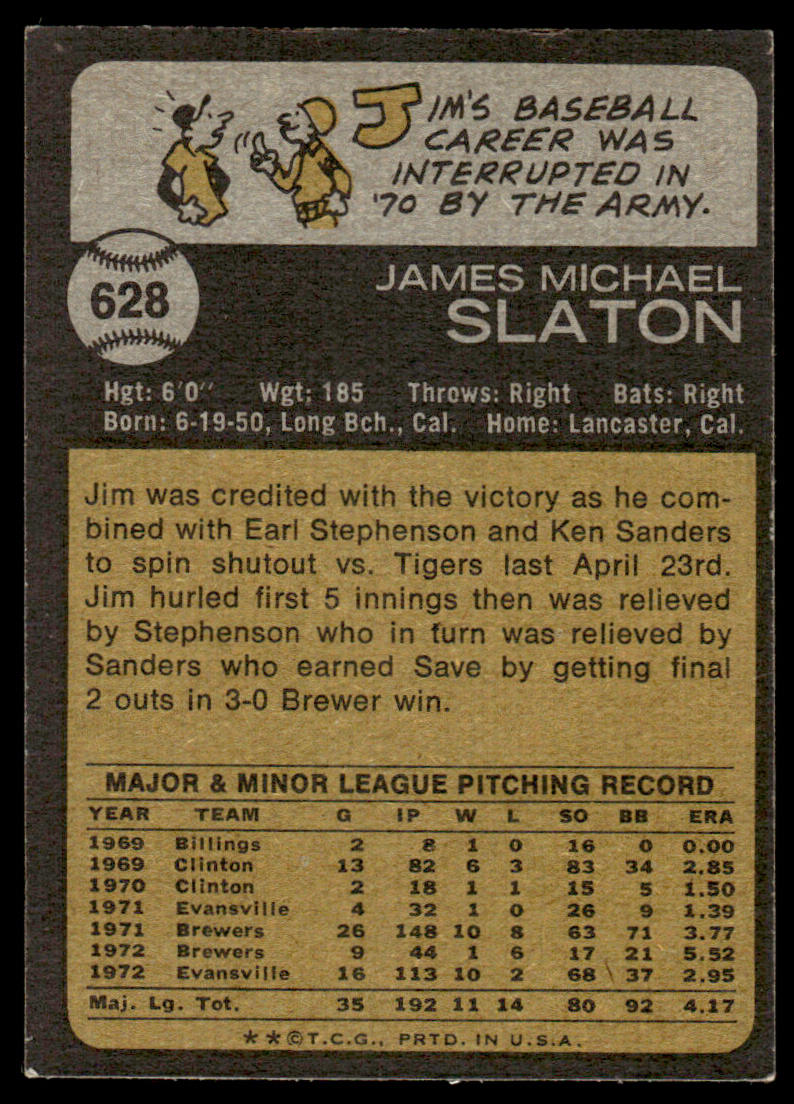 JIM'S BASEBALL
CAREER WAS
INTERRUPTED IN
'70 BY THE ARMY.
628
JAMES MICHAEL
SLATON
Hgt: 6'0" Wgt: 185 Throws: Right Bats: Right
Born: 6-19-50, Long Bch., Cal. Home: Lancaster, Cal.
Jim was credited with the victory as he com-
bined with Earl Stephenson and Ken Sanders
to spin shutout vs. Tigers last April 23rd.
Jim hurled first 5 innings then was relieved
by Stephenson who in turn was relieved by
Sanders who earned Save by getting final
2 outs in 3-0 Brewer win.
MAJOR & MINOR LEAGUE PITCHING RECORD
YEAR TEAM G IP W L SO BB ERA
1969 Billings 2 8 1 0 16 0 0.00
1969 Clinton 13 82 6 3 83 34 2.85
1970 Clinton 2 18 1 1 15 5 1.50
1971 Evansville 4 32 1 0 26 9 1.39
1971 Brewers 26 148 10 8 63 71 3.77
1972 Brewers 9 44 1 6 17 21 5.52
1972 Evansville 16 113 10 2 68 37 2.95
Maj. Lg. Tot. 35 192 11 14 80 92 4.17
**©T.C.G., PRTD. IN U.S.A.